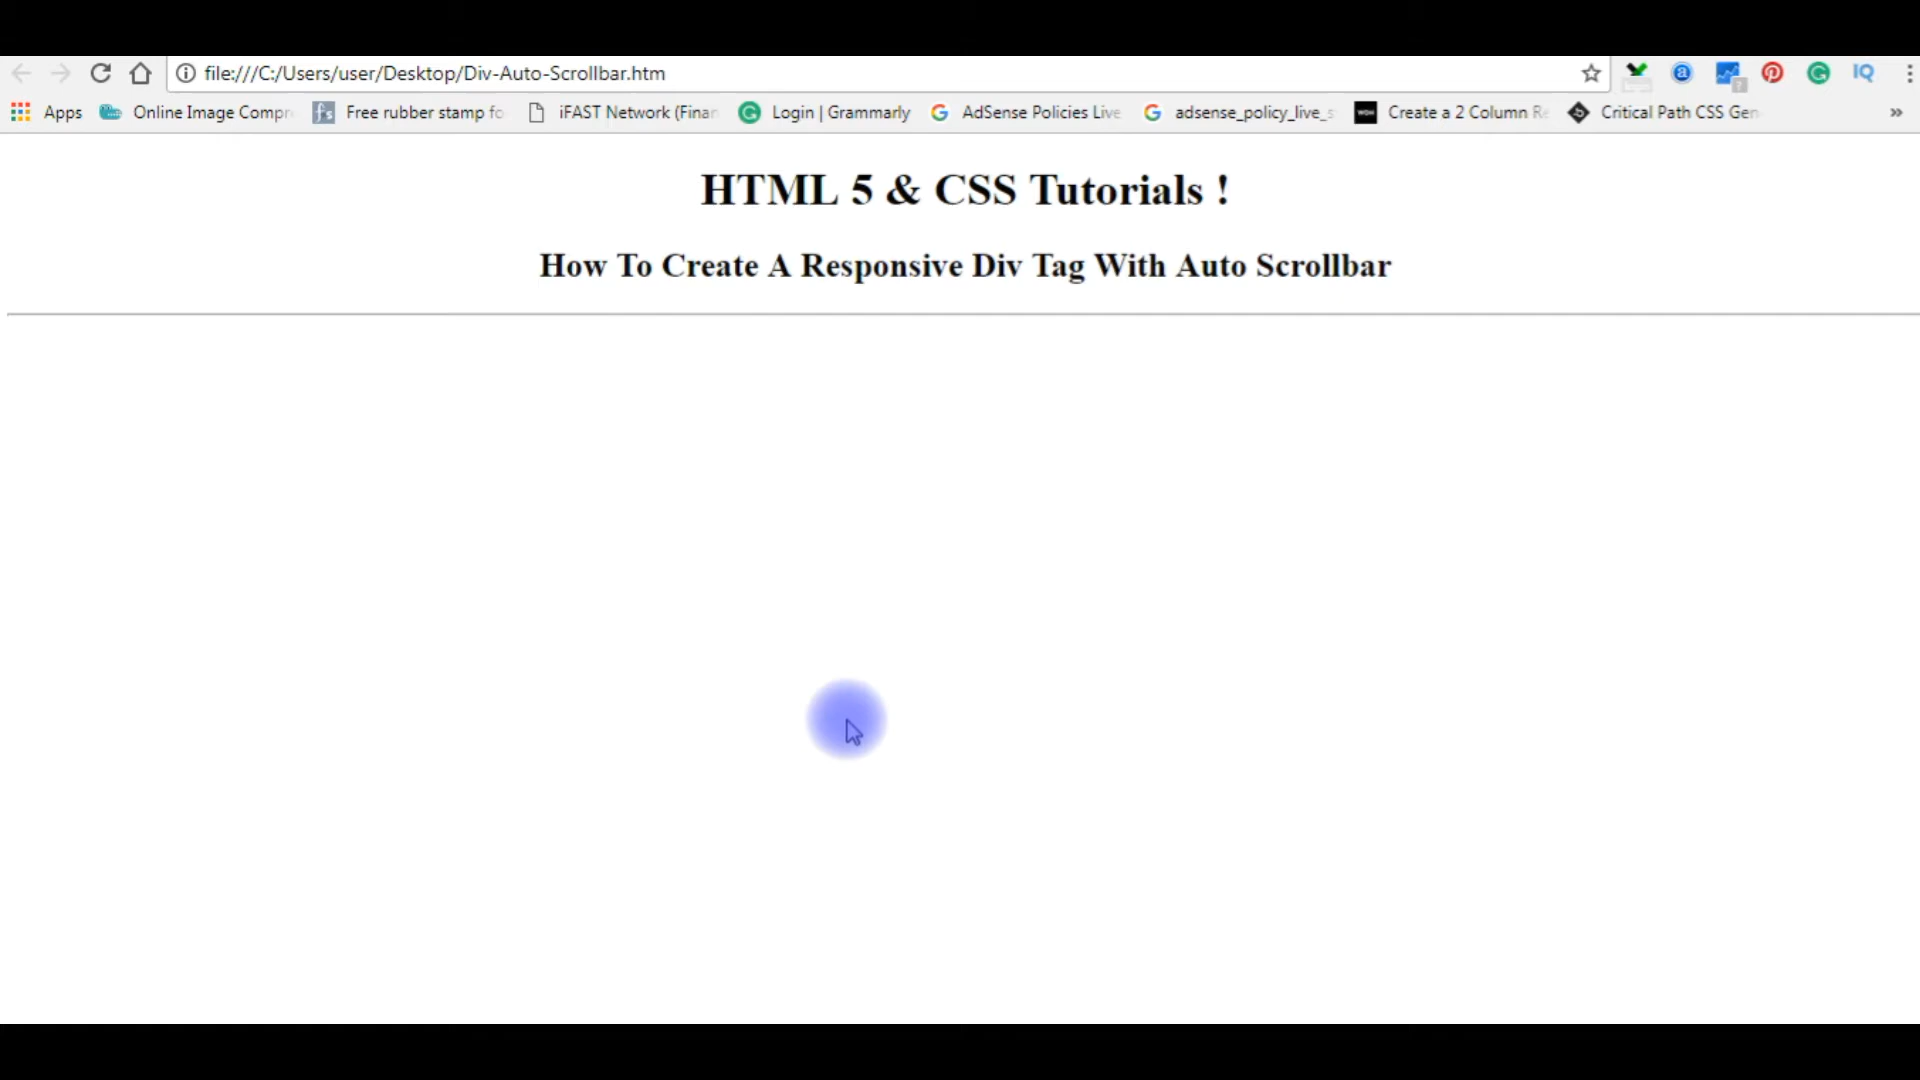 file:///C:/Users/user/Desktop/Div-Auto-Scrollbar.htm
IQ
Apps Online Image Compr Free rubber stamp fo iFAST Network (Finan Login | Grammarly AdSense Policies Live adsense_policy_live_s Create a 2 Column Re Critical Path CSS Gen »
HTML 5 & CSS Tutorials !
How To Create A Responsive Div Tag With Auto Scrollbar